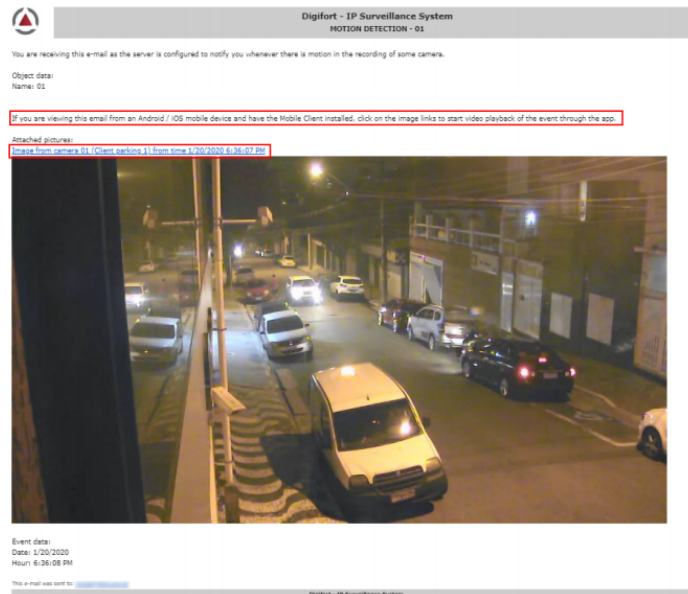 Digifort - IP Surveillance System
MOTION DETECTION - 01
You are receiving this e-mail as the server is configured to notify you whenever there is motion in the recording of some camera.
Object data:
Name: 01
If you are viewing this email from an Android / iOS mobile device and have the Mobile Client installed, click on the image links to start video playback of the event through the app.
Attached pictures:
Image from camera 01 (Client parking 1) from time 1/20/2020 6:36:07 PM
Event data:
Date: 1/20/2020
Hour: 6:36:08 PM
This e-mail was sent to:
Digifort - IP Surveillance System